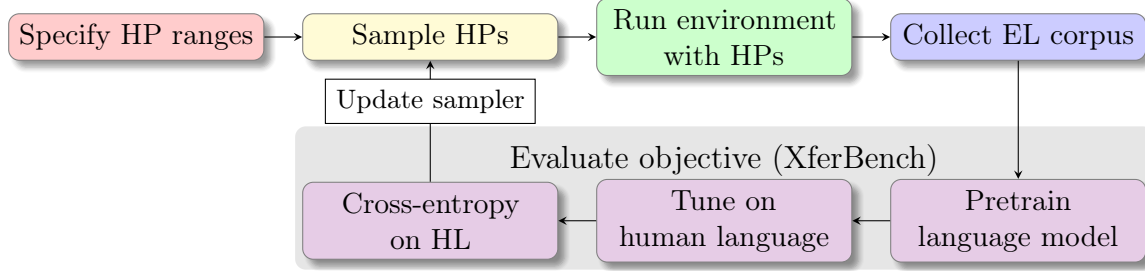 Specify HP ranges
Sample HPs
Run environment
with HPs
Collect EL corpus
Update sampler
Evaluate objective (XferBench)
Cross-entropy
on HL
Tune on
human language
Pretrain
language model